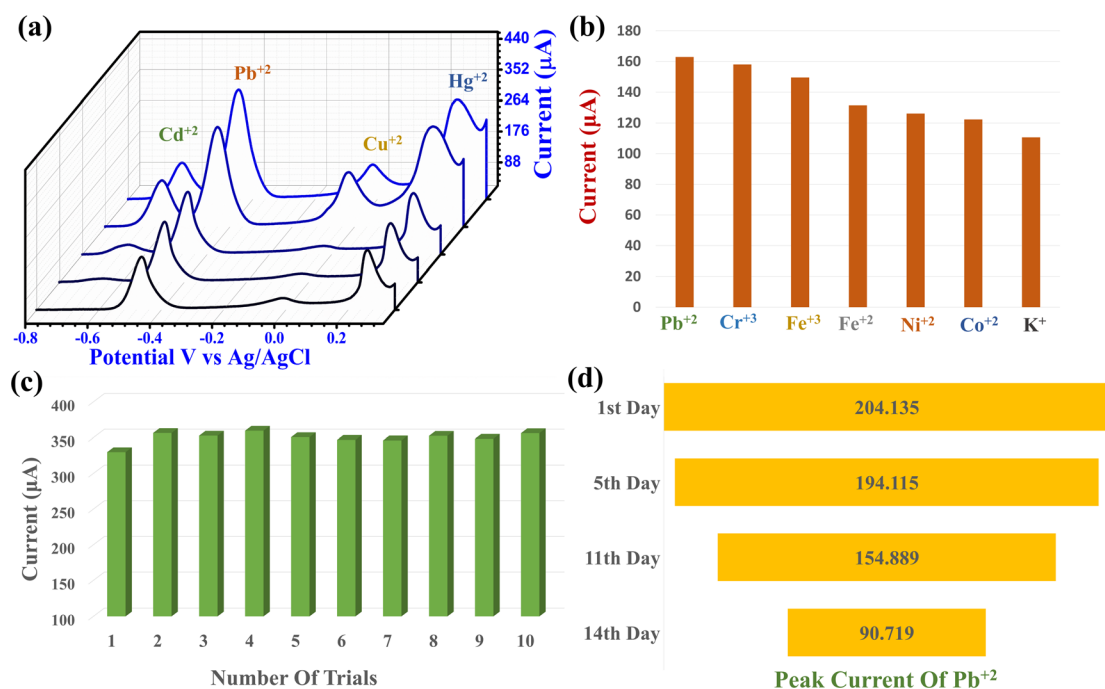 (a)
Cd⁺²
Pb⁺²
Cu⁺²
Hg⁺²
440
352
264
176
88
Current (µA)
-0.8
-0.6
-0.4
-0.2
0.0
0.2
Potential V vs Ag/AgCl
(b)
Current (µA)
180
160
140
120
100
80
60
40
20
0
Pb⁺² Cr⁺³ Fe⁺³ Fe⁺² Ni⁺² Co⁺² K⁺
(c)
Current (µA)
400
350
300
250
200
150
100
1 2 3 4 5 6 7 8 9 10
Number Of Trials
(d)
1st Day 204.135
5th Day 194.115
11th Day 154.889
14th Day 90.719
Peak Current Of Pb⁺²